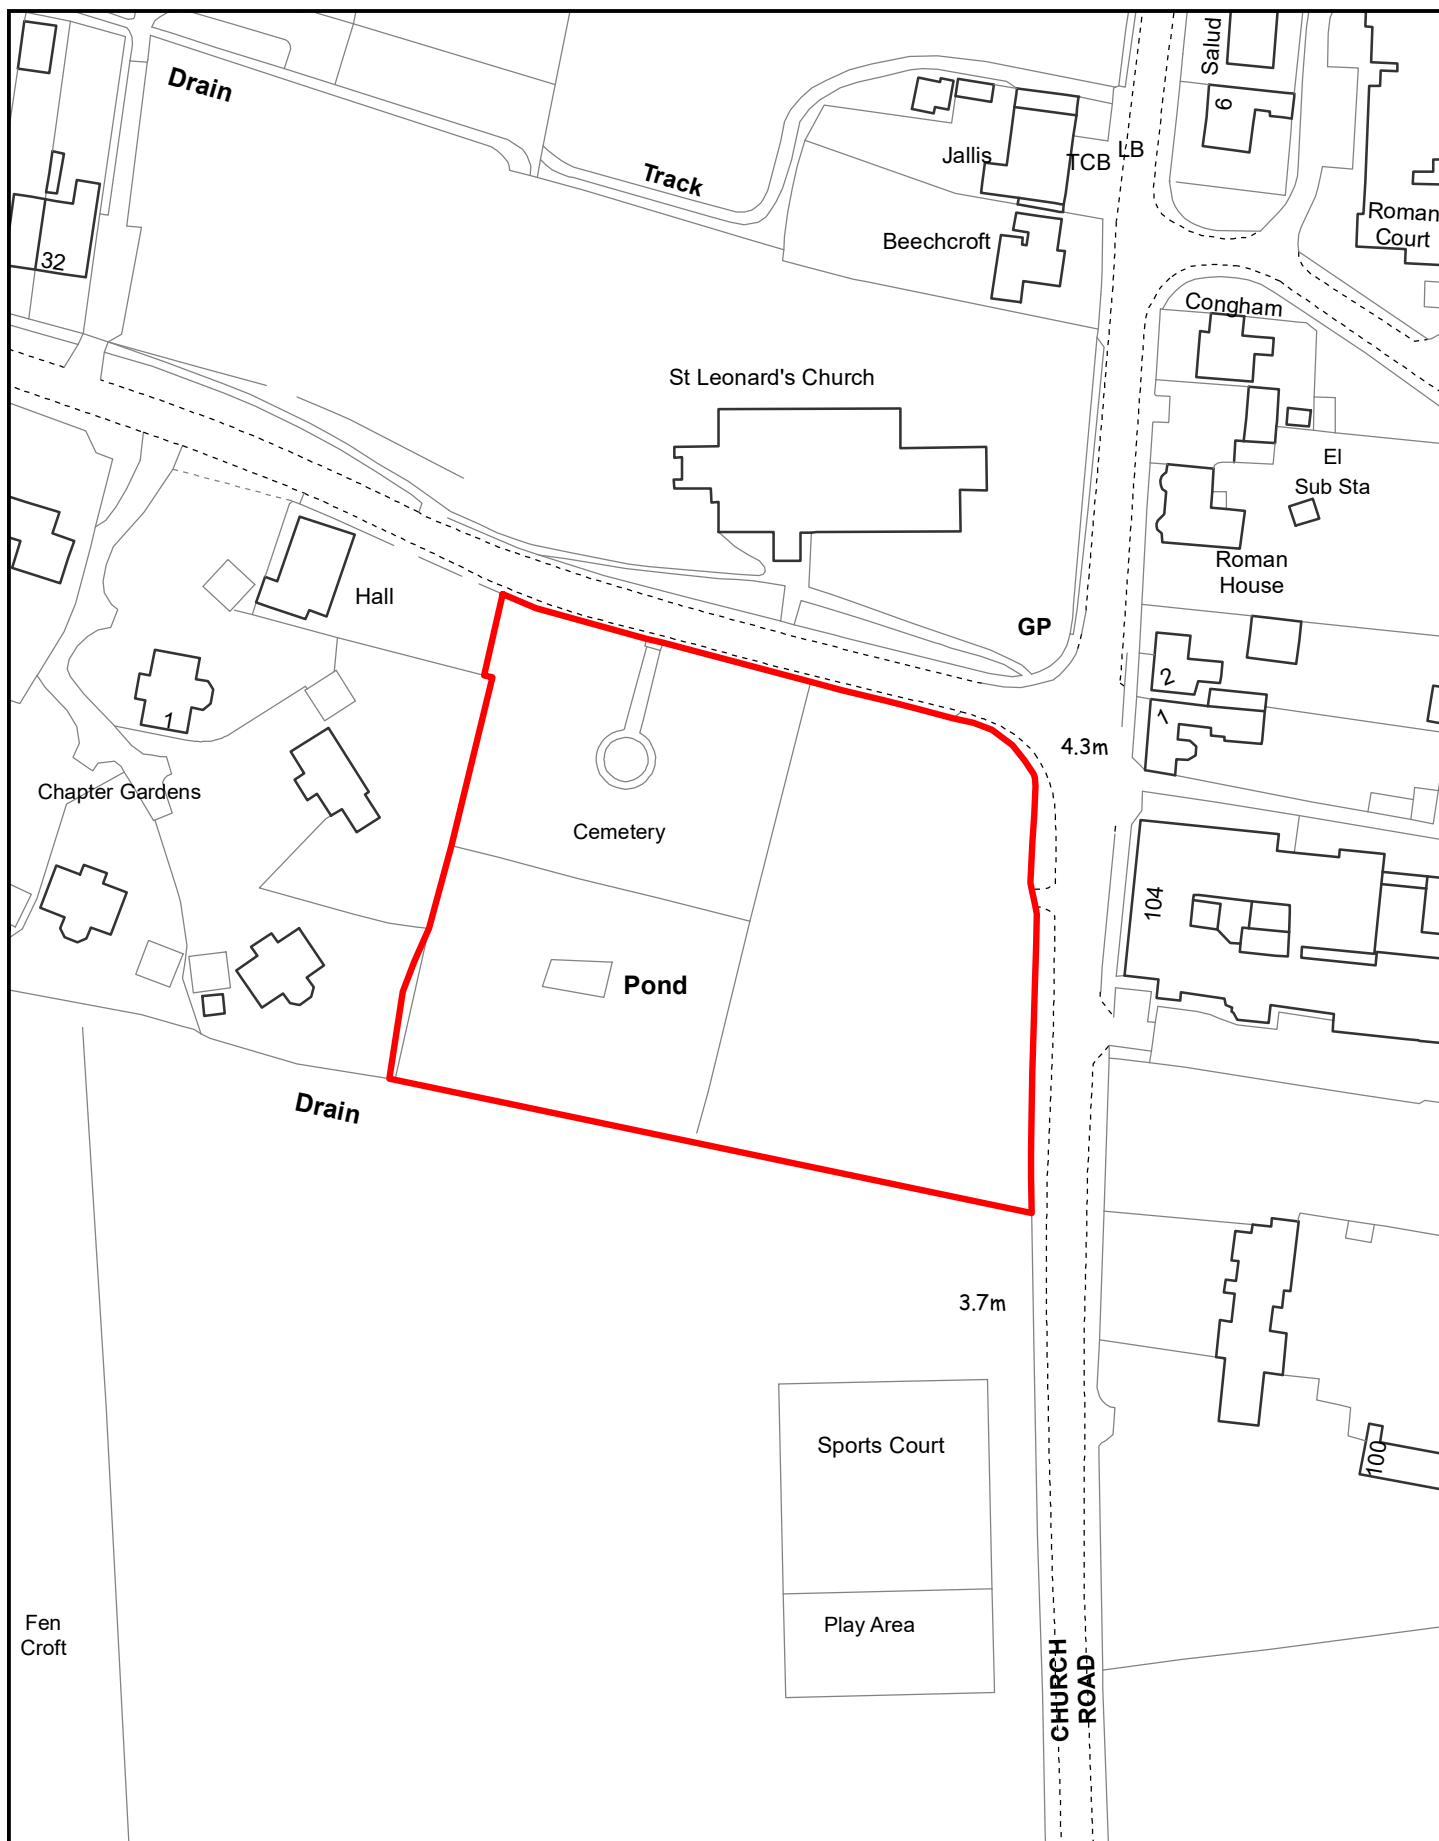 Drain
Salud
6
Jallis
TCB
LB
Track
Roman
Court
Beechcroft
32
Congham
St Leonard's Church
El
Sub Sta
Roman
House
Hall
GP
2
1
1
4.3m
Chapter Gardens
Cemetery
104
Pond
Drain
3.7m
Sports Court
100
Play Area
Fen
Croft
CHURCH
ROAD